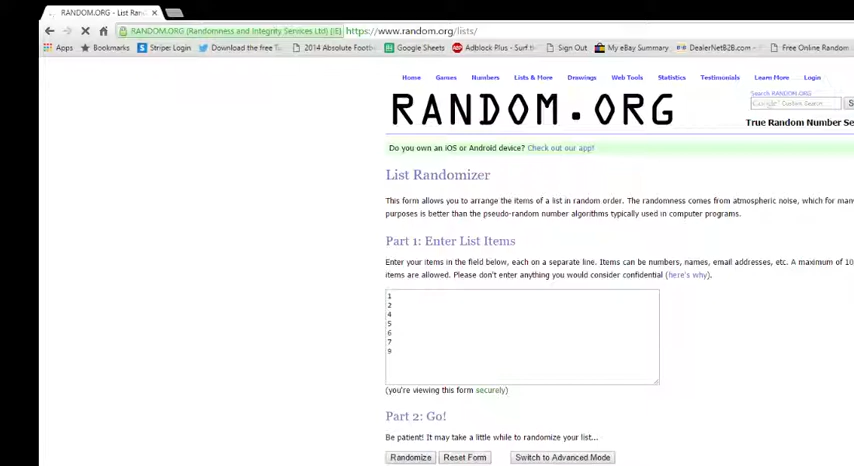 RANDOM.ORG - List Ran
RANDOM.ORG (Randomness and Integrity Services Ltd) [IE] https://www.random.org/lists/
Apps Bookmarks Stripe: Login Download the free T 2014 Absolute Footb Google Sheets Adblock Plus - Surf th Sign Out My eBay Summary DealerNetB2B.com - Free Online Random
Home Games Numbers Lists & More Drawings Web Tools Statistics Testimonials Learn More Login
Search RANDOM.ORG
Google Custom Search
S
RANDOM.ORG
True Random Number Se
Do you own an iOS or Android device? Check out our app!
List Randomizer
This form allows you to arrange the items of a list in random order. The randomness comes from atmospheric noise, which for man
purposes is better than the pseudo-random number algorithms typically used in computer programs.
Part 1: Enter List Items
Enter your items in the field below, each on a separate line. Items can be numbers, names, email addresses, etc. A maximum of 10
items are allowed. Please don't enter anything you would consider confidential (here's why).
1
2
4
5
6
7
9
(you're viewing this form securely)
Part 2: Go!
Be patient! It may take a little while to randomize your list...
Randomize Reset Form Switch to Advanced Mode